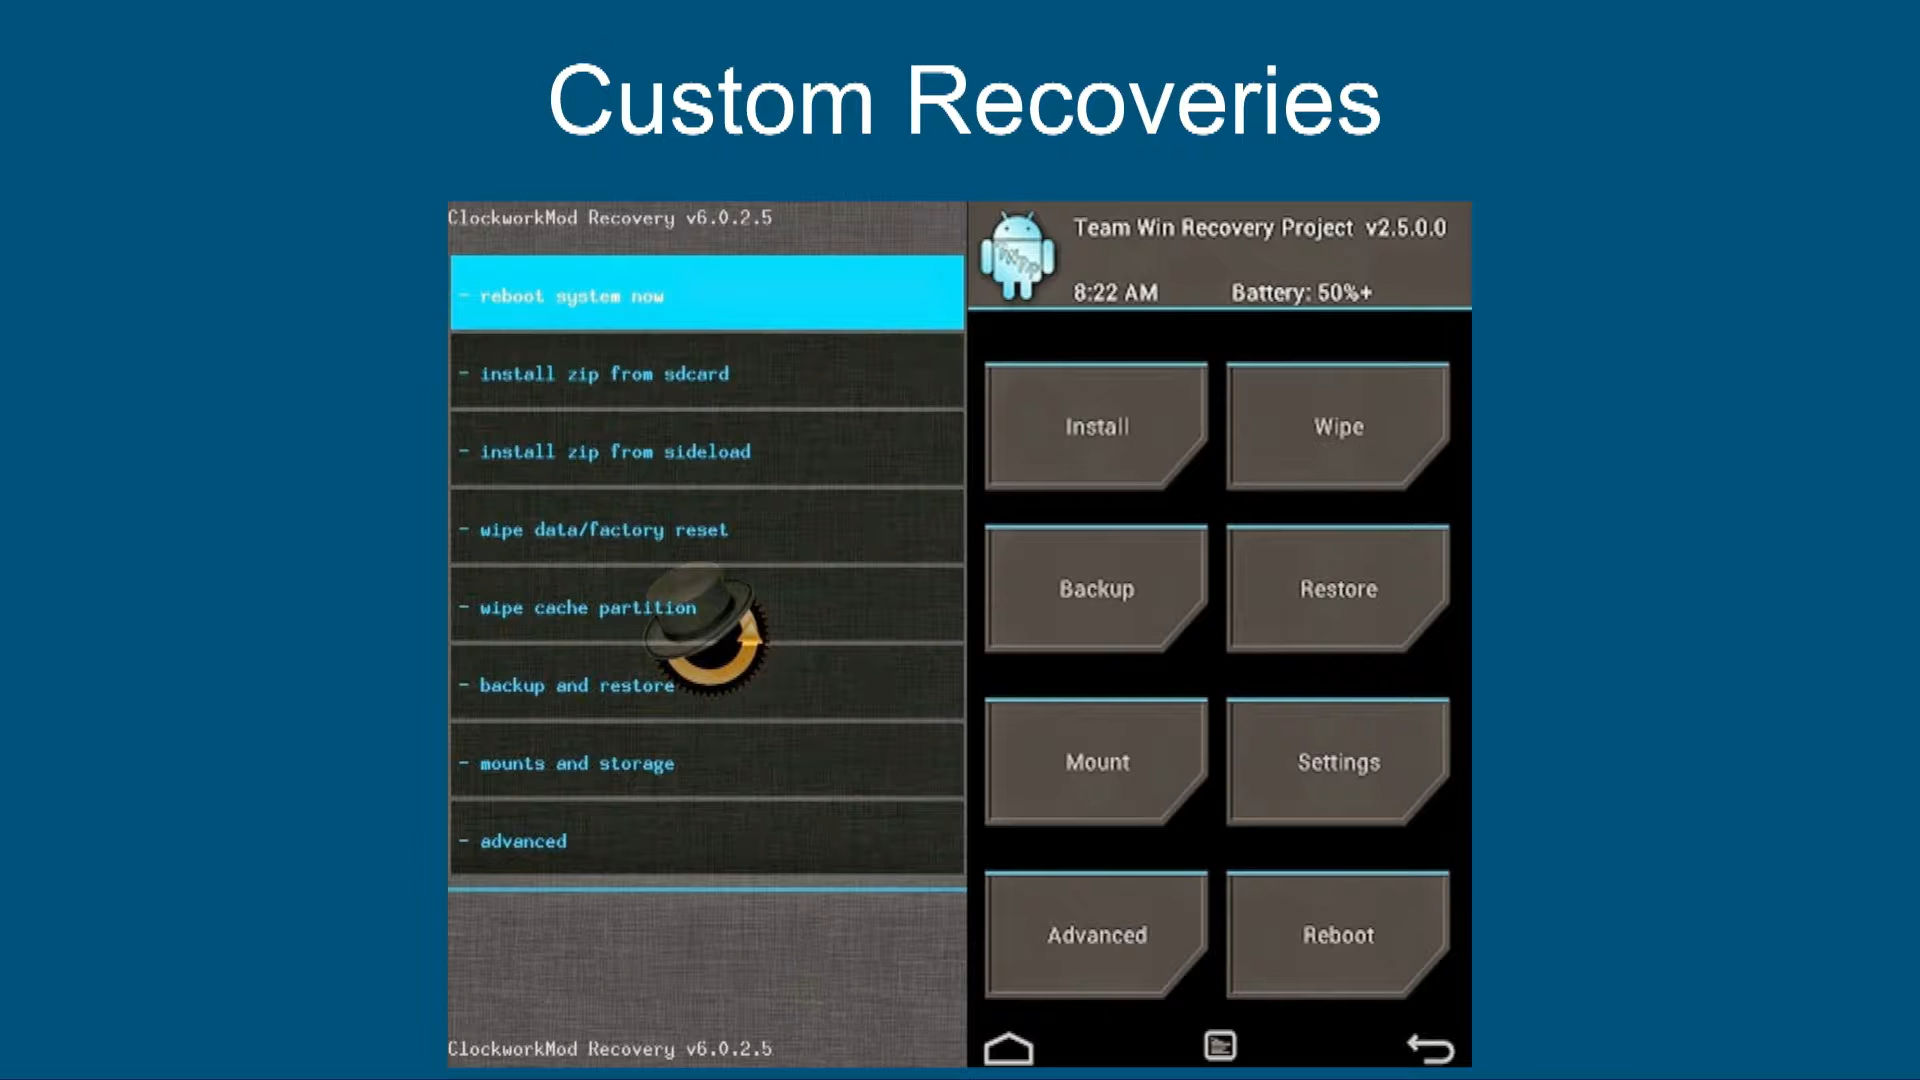 Custom Recoveries
ClockworkMod Recovery v6.0.2.5
- reboot system now
- install zip from sdcard
- install zip from sideload
- wipe data/factory reset
- wipe cache partition
- backup and restore
- mounts and storage
- advanced
ClockworkMod Recovery v6.0.2.5
Team Win Recovery Project v2.5.0.0
TWRP
8:22 AM Battery: 50%+
Install Wipe
Backup Restore
Mount Settings
Advanced Reboot